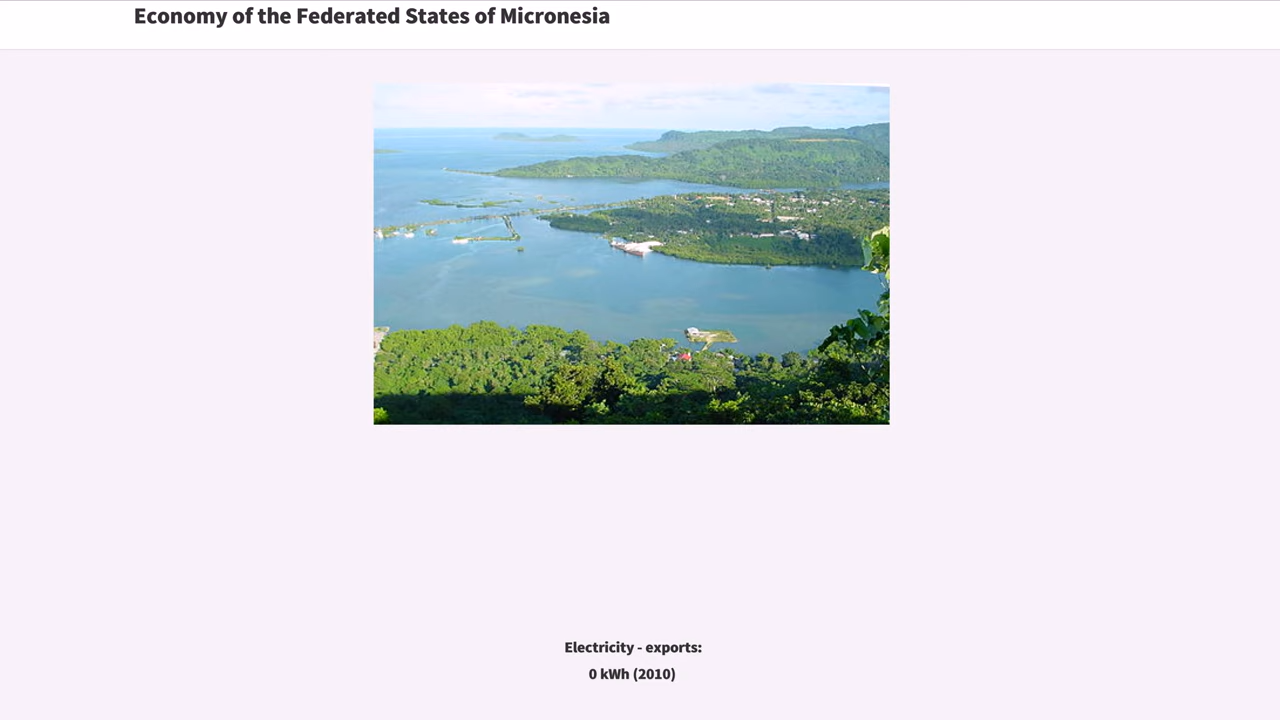 Economy of the Federated States of Micronesia
Electricity - exports:
0 kWh (2010)